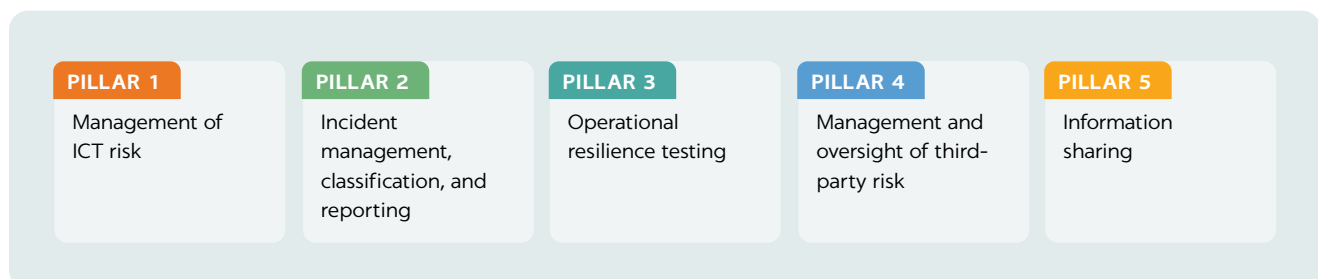 PILLAR 1
Management of
ICT risk
PILLAR 2
Incident
management,
classification, and
reporting
PILLAR 3
Operational
resilience testing
PILLAR 4
Management and
oversight of third-
party risk
PILLAR 5
Information
sharing